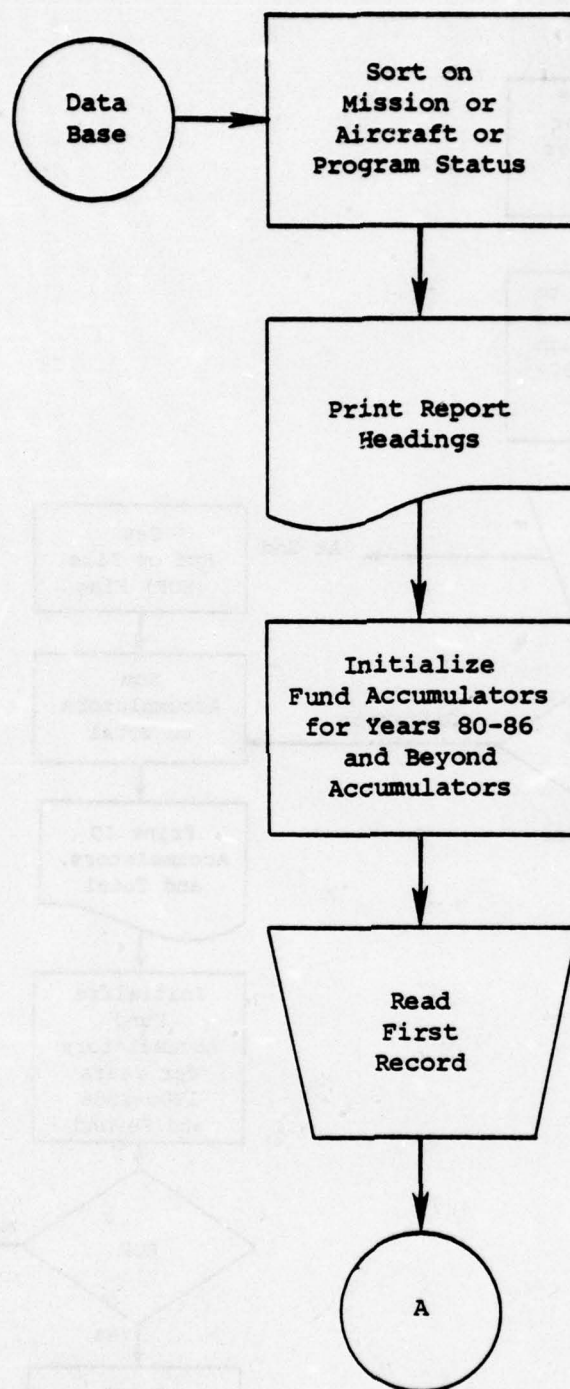 Data
Base
Sort on
Mission or
Aircraft or
Program Status
Print Report
Headings
Initialize
Fund Accumulators
for Years 80-86
and Beyond
Accumulators
Read
First
Record
A